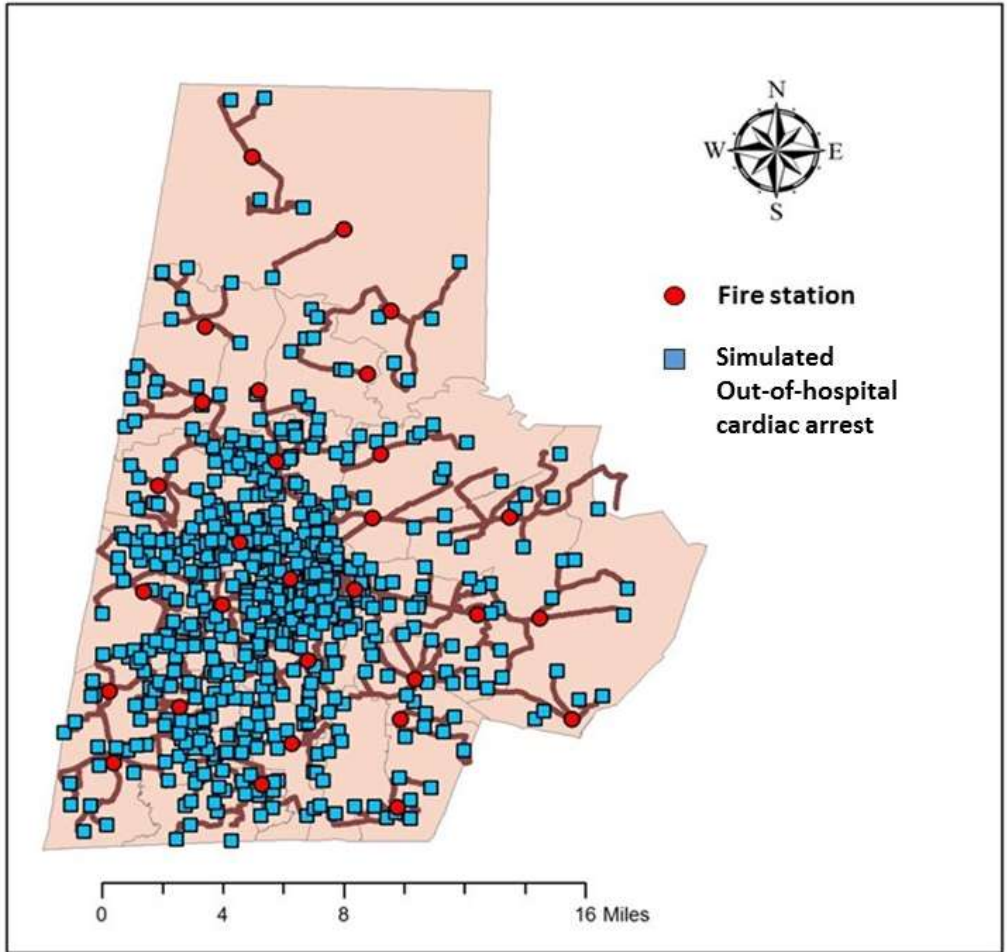 N
W E
S
Fire station
Simulated
Out-of-hospital
cardiac arrest
0 4 8 16 Miles